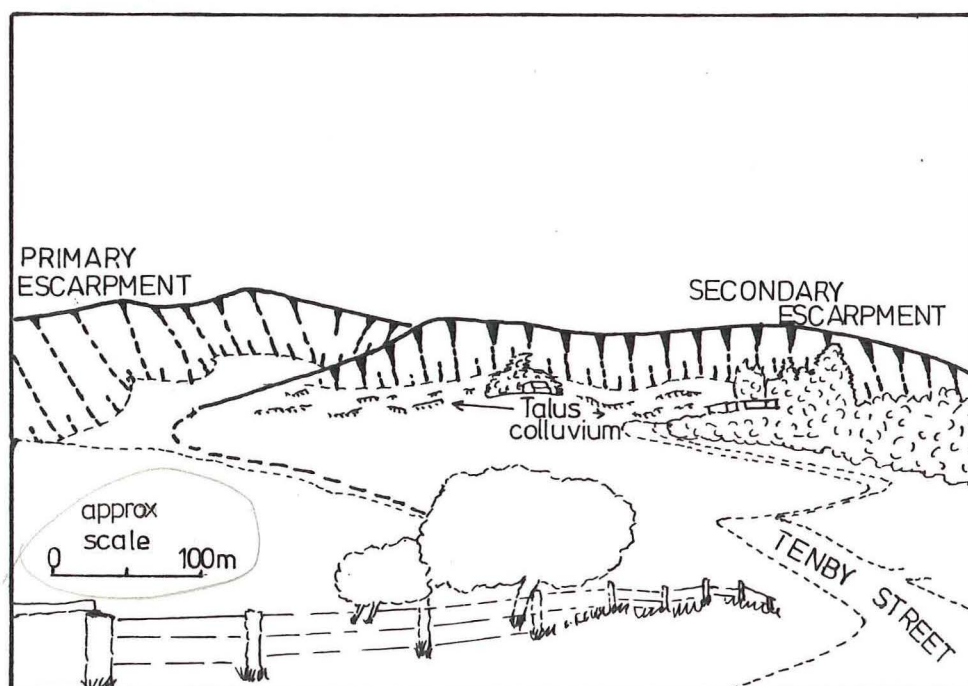 PRIMARY
ESCARPMENT
SECONDARY
ESCARPMENT
Talus
colluvium
approx
scale
0 100m
TENBY STREET